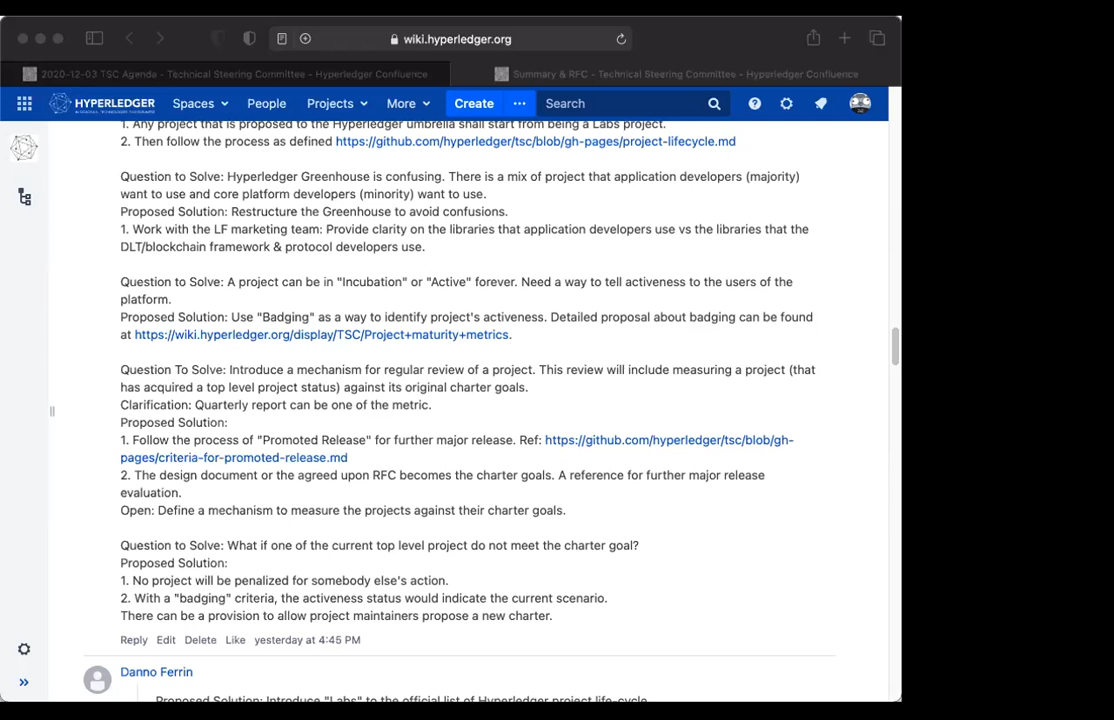 wiki.hyperledger.org
2020-12-03 TSC Agenda - Technical Steering Committee - Hyperledger Confluence
Summary & RFC - Technical Steering Committee - Hyperledger Confluence
HYPERLEDGER Spaces People Projects More Create ••• Search
1. Any project that is proposed to the Hyperledger umbrella shall start from being a Labs project.
2. Then follow the process as defined https://github.com/hyperledger/tsc/blob/gh-pages/project-lifecycle.md
Question to Solve: Hyperledger Greenhouse is confusing. There is a mix of project that application developers (majority)
want to use and core platform developers (minority) want to use.
Proposed Solution: Restructure the Greenhouse to avoid confusions.
1. Work with the LF marketing team: Provide clarity on the libraries that application developers use vs the libraries that the
DLT/blockchain framework & protocol developers use.
Question to Solve: A project can be in "Incubation" or "Active" forever. Need a way to tell activeness to the users of the
platform.
Proposed Solution: Use "Badging" as a way to identify project's activeness. Detailed proposal about badging can be found
at https://wiki.hyperledger.org/display/TSC/Project+maturity+metrics.
Question To Solve: Introduce a mechanism for regular review of a project. This review will include measuring a project (that
has acquired a top level project status) against its original charter goals.
Clarification: Quarterly report can be one of the metric.
Proposed Solution:
1. Follow the process of "Promoted Release" for further major release. Ref: https://github.com/hyperledger/tsc/blob/gh-
pages/criteria-for-promoted-release.md
2. The design document or the agreed upon RFC becomes the charter goals. A reference for further major release
evaluation.
Open: Define a mechanism to measure the projects against their charter goals.
Question to Solve: What if one of the current top level project do not meet the charter goal?
Proposed Solution:
1. No project will be penalized for somebody else's action.
2. With a "badging" criteria, the activeness status would indicate the current scenario.
There can be a provision to allow project maintainers propose a new charter.
Reply Edit Delete Like yesterday at 4:45 PM
Danno Ferrin
Proposed Solution: Introduce "Labs" to the official list of Hyperledger project life-cycle